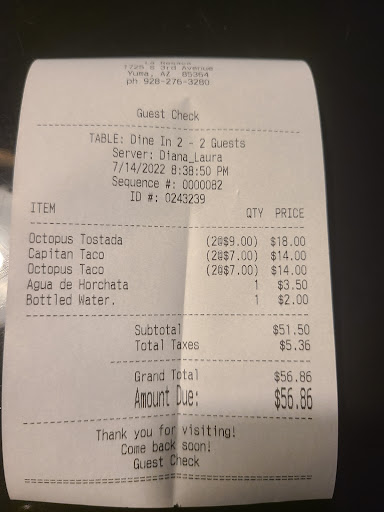 1726 S 3rd Avenue
Yuma, AZ 85364
ph 928-276-3280
Guest Check
TABLE: Dine In 2 - 2 Guests
Server: Diana_Laura
7/14/2022 8:38:50 PM
Sequence #: 0000082
ID #: 0243239
ITEM QTY PRICE
Octopus Tostada (2@$9.00) $18.00
Capitan Taco (2@$7.00) $14.00
Octopus Taco (2@$7.00) $14.00
Agua de Horchata 1 $3.50
Bottled Water. 1 $2.00
Subtotal $51.50
Total Taxes $5.36
Grand Total $56.86
Amount Due: $56.86
Thank you for visiting!
Come back soon!
Guest Check